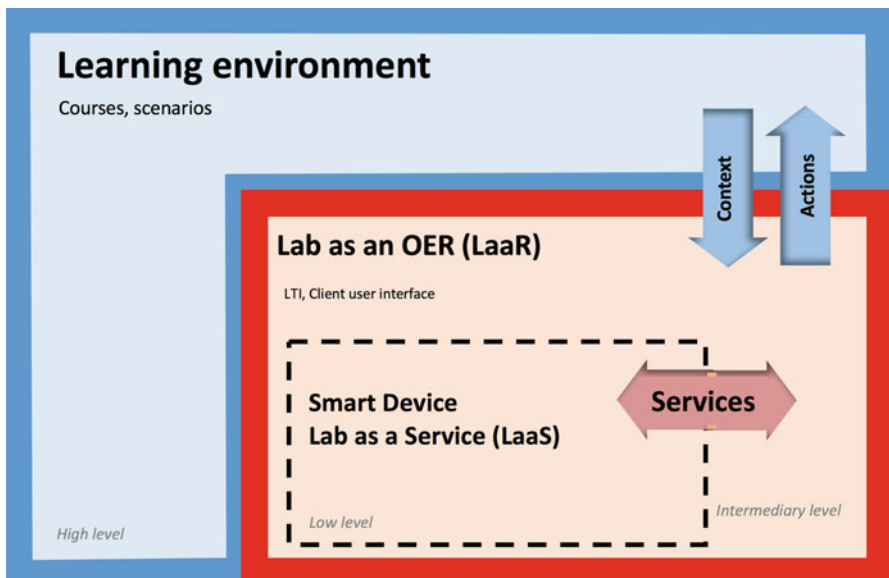 Learning environment
Courses, scenarios
Context
Actions
Lab as an OER (LaaR)
LTI, Client user interface
Smart Device
Lab as a Service (LaaS)
Services
High level
Low level
Intermediary level